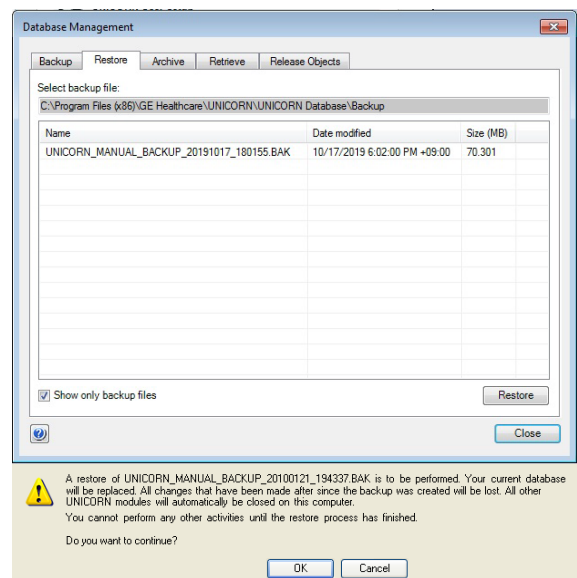 Database Management
Backup Restore Archive Retrieve Release Objects
Select backup file:
C:\Program Files (x86)\GE Healthcare\UNICORN\UNICORN Database\Backup
Name Date modified Size (MB)
UNICORN_MANUAL_BACKUP_20191017_180155.BAK 10/17/2019 6:02:00 PM +09:00 70.301
Show only backup files Restore
Close
A restore of UNICORN_MANUAL_BACKUP_20100121_194337.BAK is to be performed. Your current database
will be replaced. All changes that have been made after since the backup was created will be lost. All other
UNICORN modules will automatically be closed on this computer.
You cannot perform any other activities until the restore process has finished.
Do you want to continue?
OK Cancel